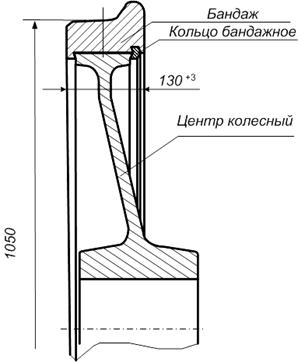 Бандаж
Кольцо бандажное
130 +3
Центр колесный
1050